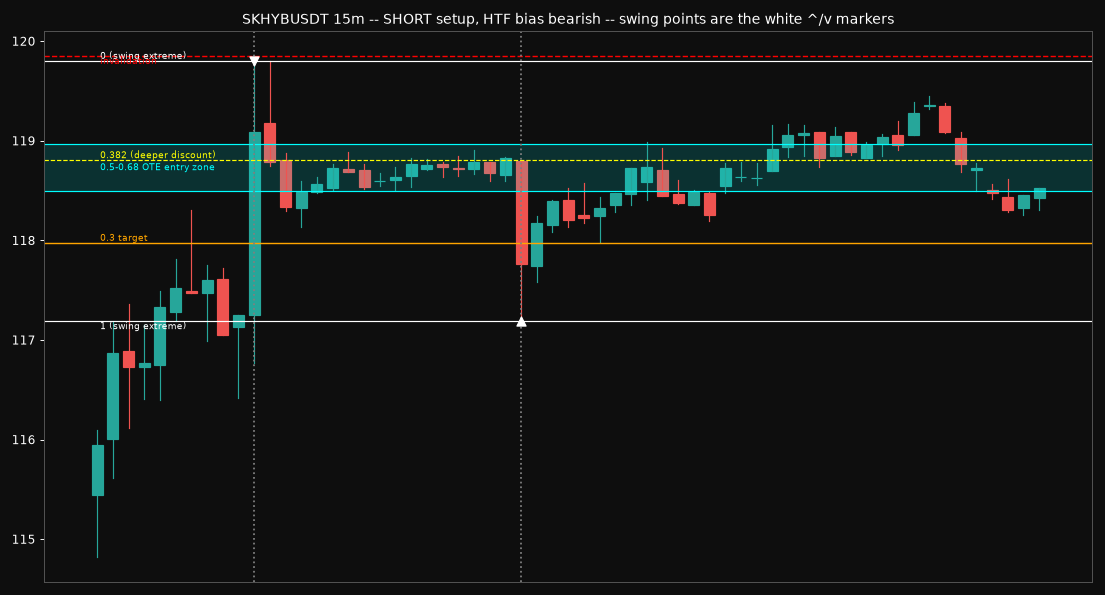 SKHYBUSDT 15m -- SHORT setup, HTF bias bearish -- swing points are the white ^/v markers
120
0 (swing extreme)
119
0.382 (deeper discount)
0.5-0.68 OTE entry zone
0.3 target
118
1 (swing extreme)
117
116
115